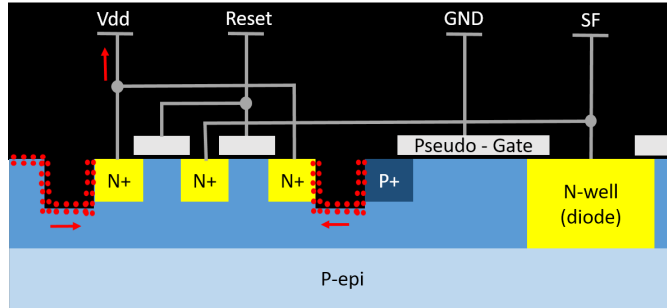 Vdd
Reset
GND
SF
Pseudo - Gate
N+
N+
N+
P+
N-well
(diode)
P-epi